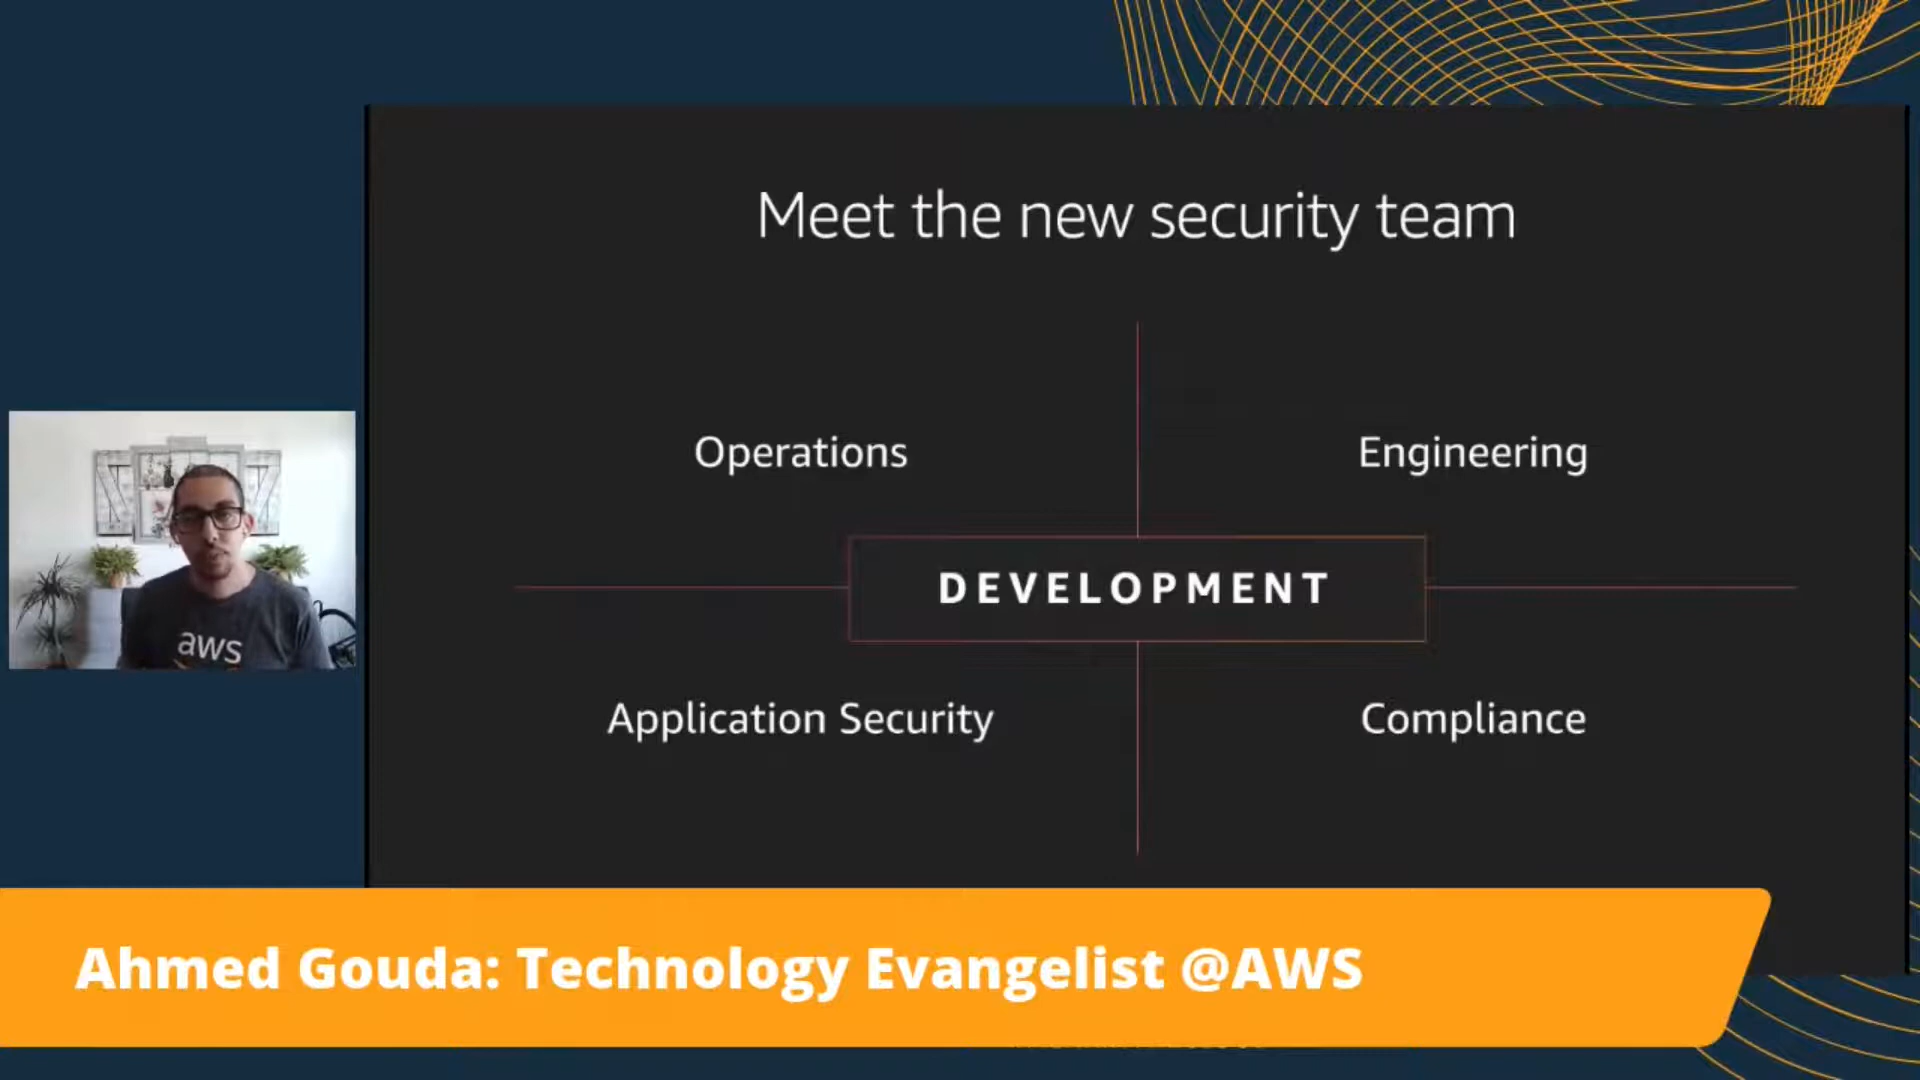 Meet the new security team
Operations
Engineering
DEVELOPMENT
Application Security
Compliance
aws
Ahmed Gouda: Technology Evangelist @AWS